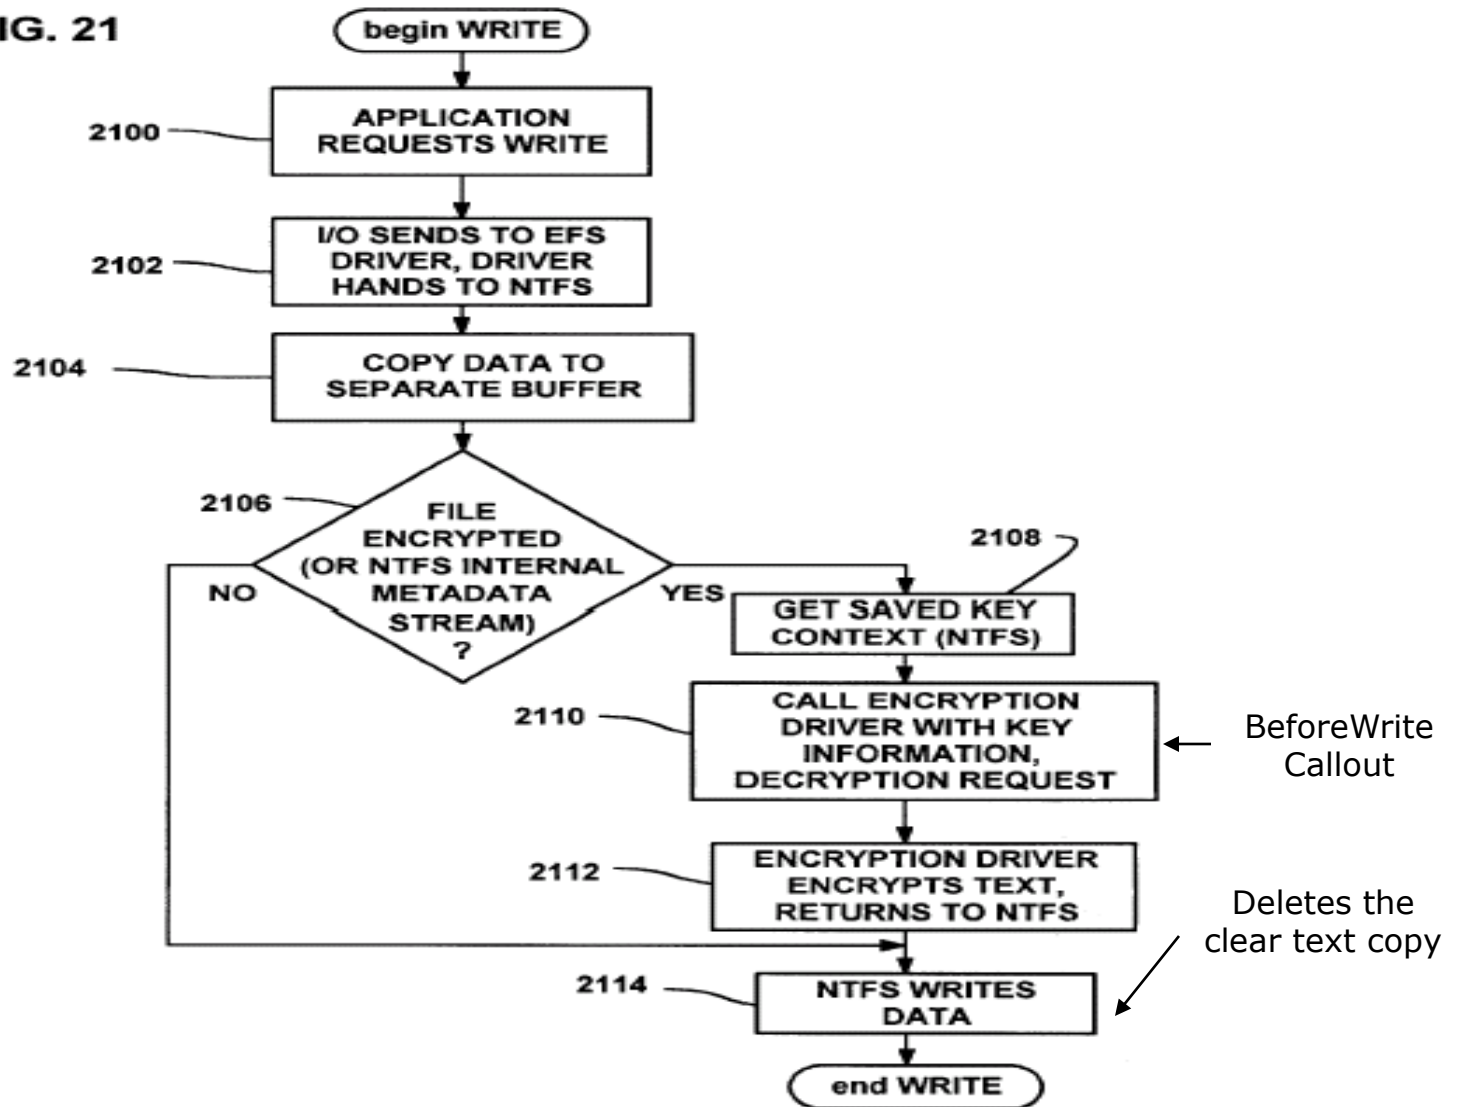 IG. 21
begin WRITE
2100
APPLICATION
REQUESTS WRITE
2102
I/O SENDS TO EFS
DRIVER, DRIVER
HANDS TO NTFS
2104
COPY DATA TO
SEPARATE BUFFER
2106
FILE
ENCRYPTED
(OR NTFS INTERNAL
METADATA
STREAM)
?
NO
YES
2108
GET SAVED KEY
CONTEXT (NTFS)
2110
CALL ENCRYPTION
DRIVER WITH KEY
INFORMATION,
DECRYPTION REQUEST
BeforeWrite
Callout
2112
ENCRYPTION DRIVER
ENCRYPTS TEXT,
RETURNS TO NTFS
Deletes the
clear text copy
2114
NTFS WRITES
DATA
end WRITE